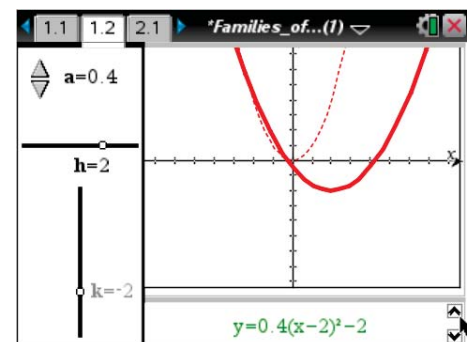 1.1 1.2 2.1 *Families_of...(1)
a=0.4
h=2
x
k=-2
y=0.4(x-2)²-2